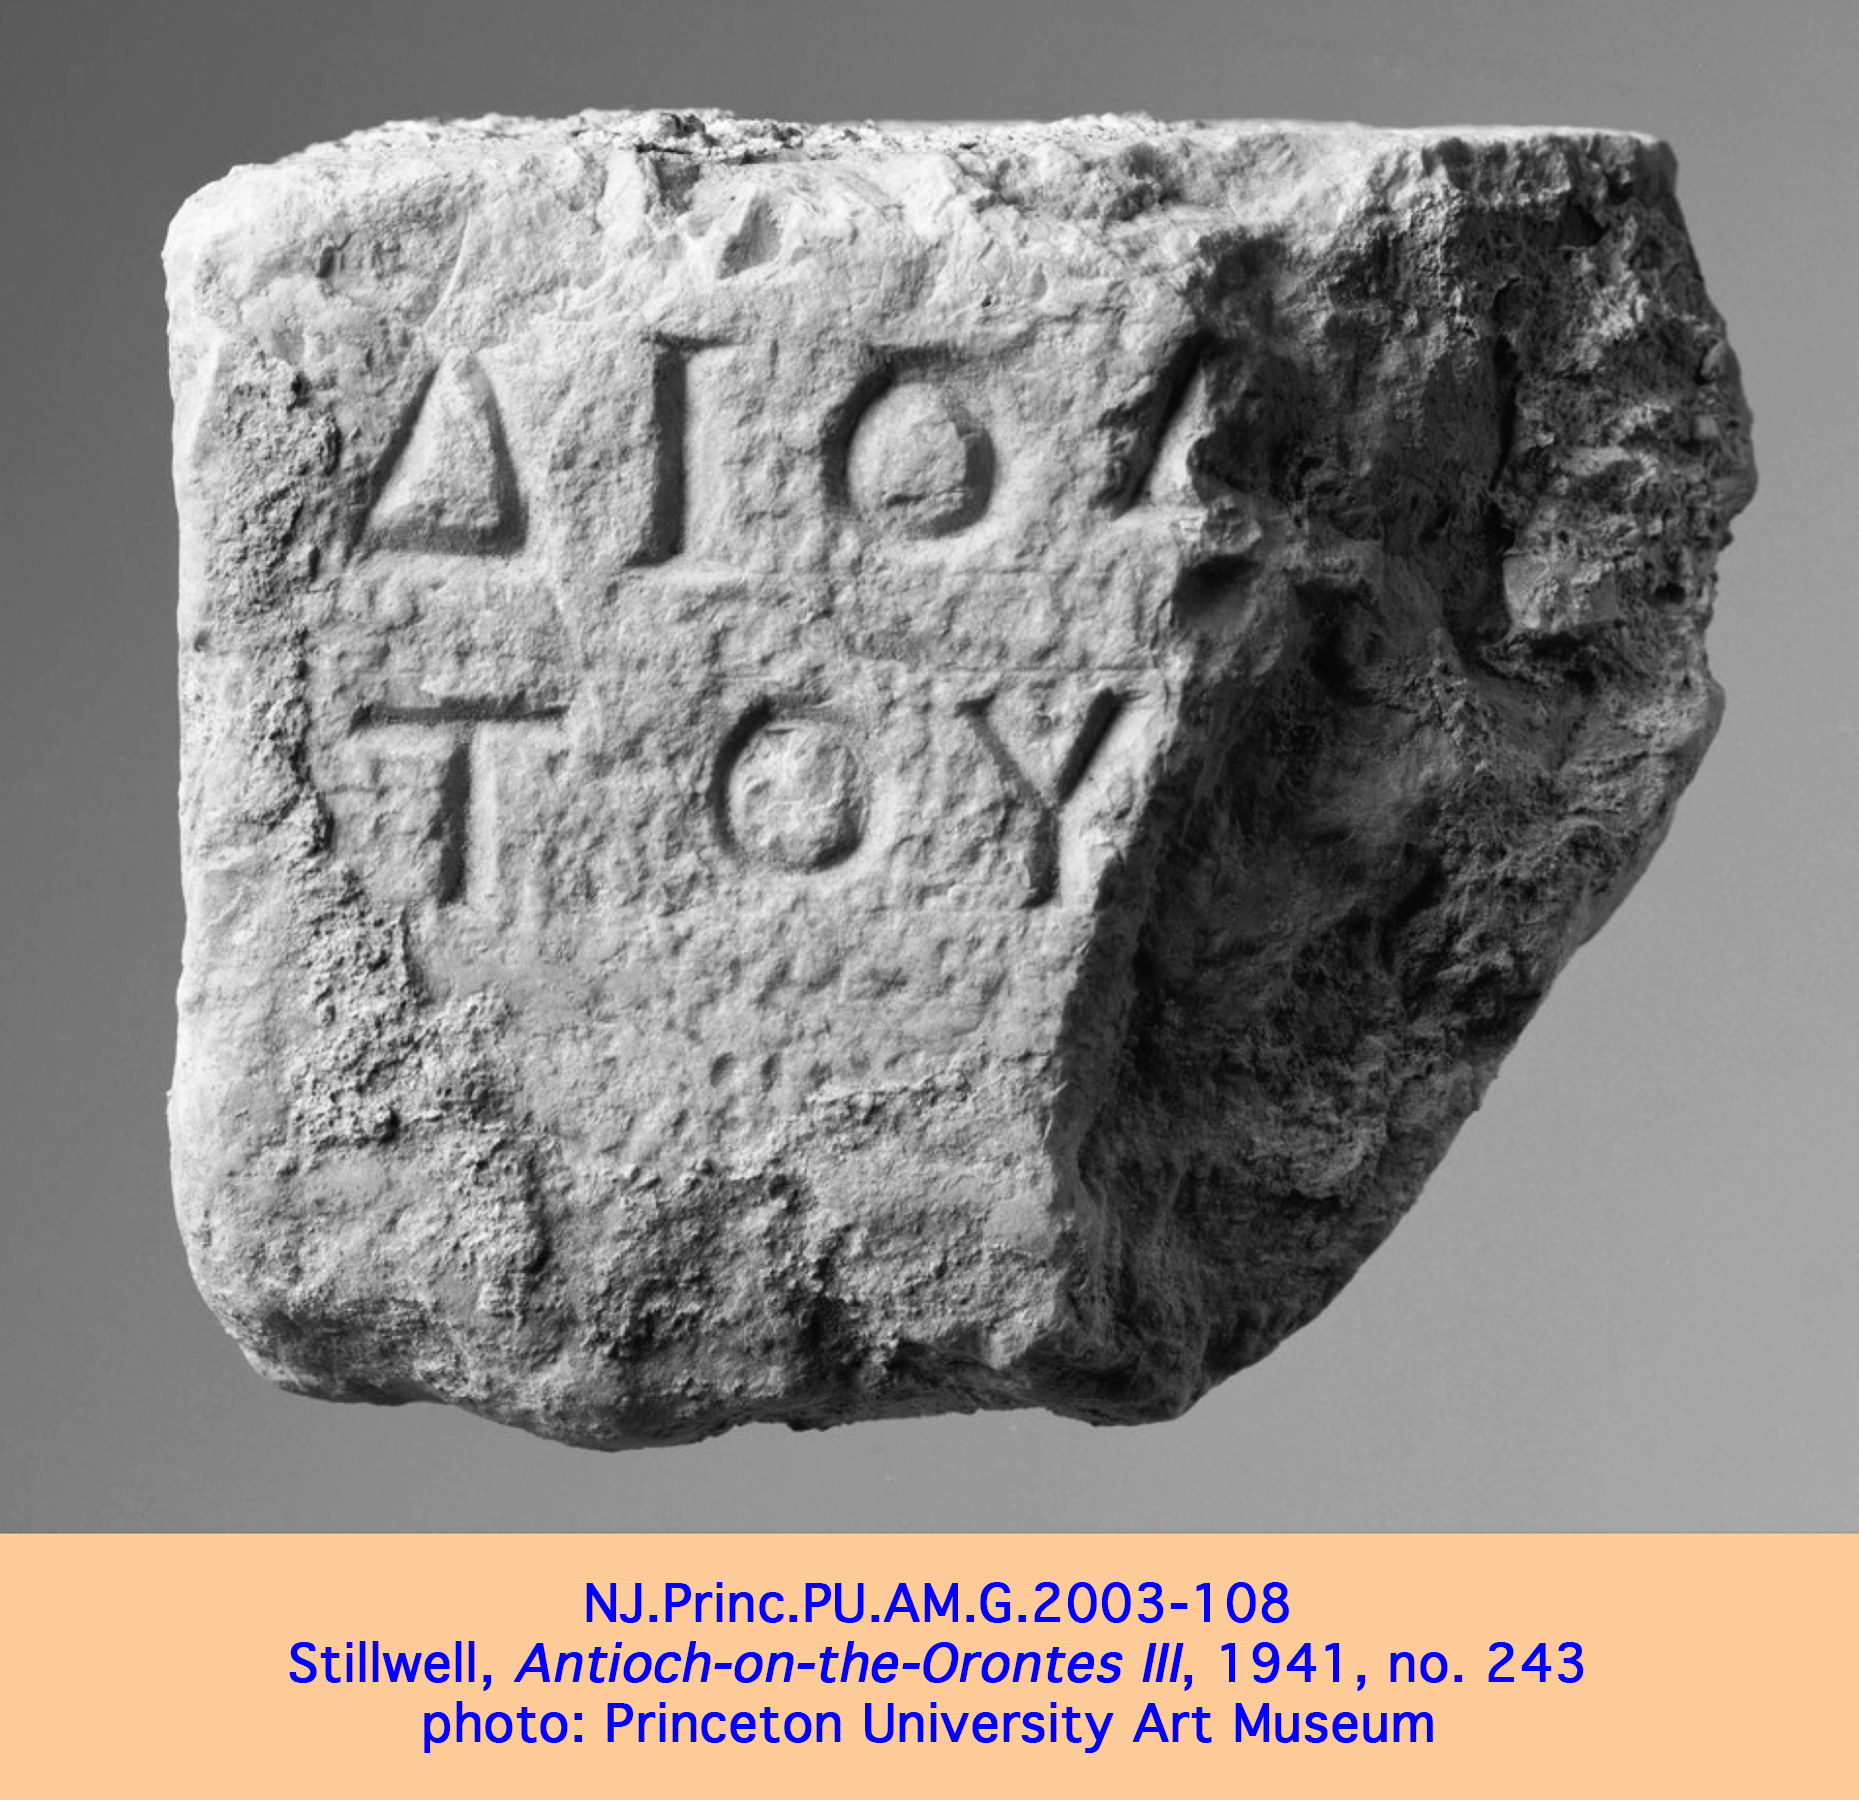 ΔΙΟΛ
ΤΟΥ
NJ.Princ.PU.AM.G.2003-108
Stillwell, Antioch-on-the-Orontes III, 1941, no. 243
photo: Princeton University Art Museum